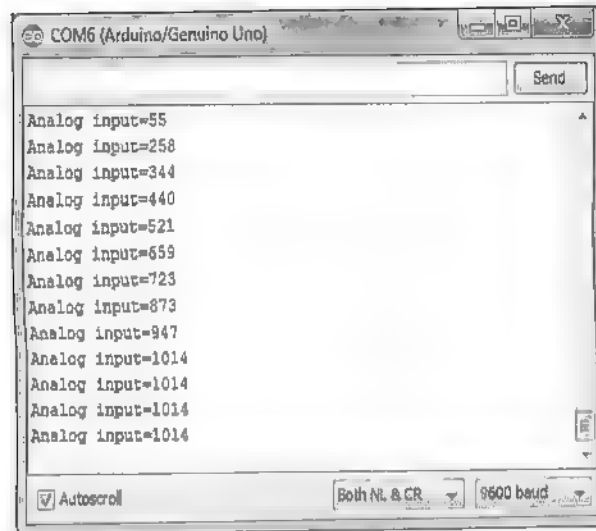 COM6 (Arduino/Genuino Uno)
Send
Analog input=55
Analog input=258
Analog input=344
Analog input=440
Analog input=521
Analog input=659
Analog input=723
Analog input=873
Analog input=947
Analog input=1014
Analog input=1014
Analog input=1014
Analog input=1014
Autoscroll
Both NL & CR
9600 baud